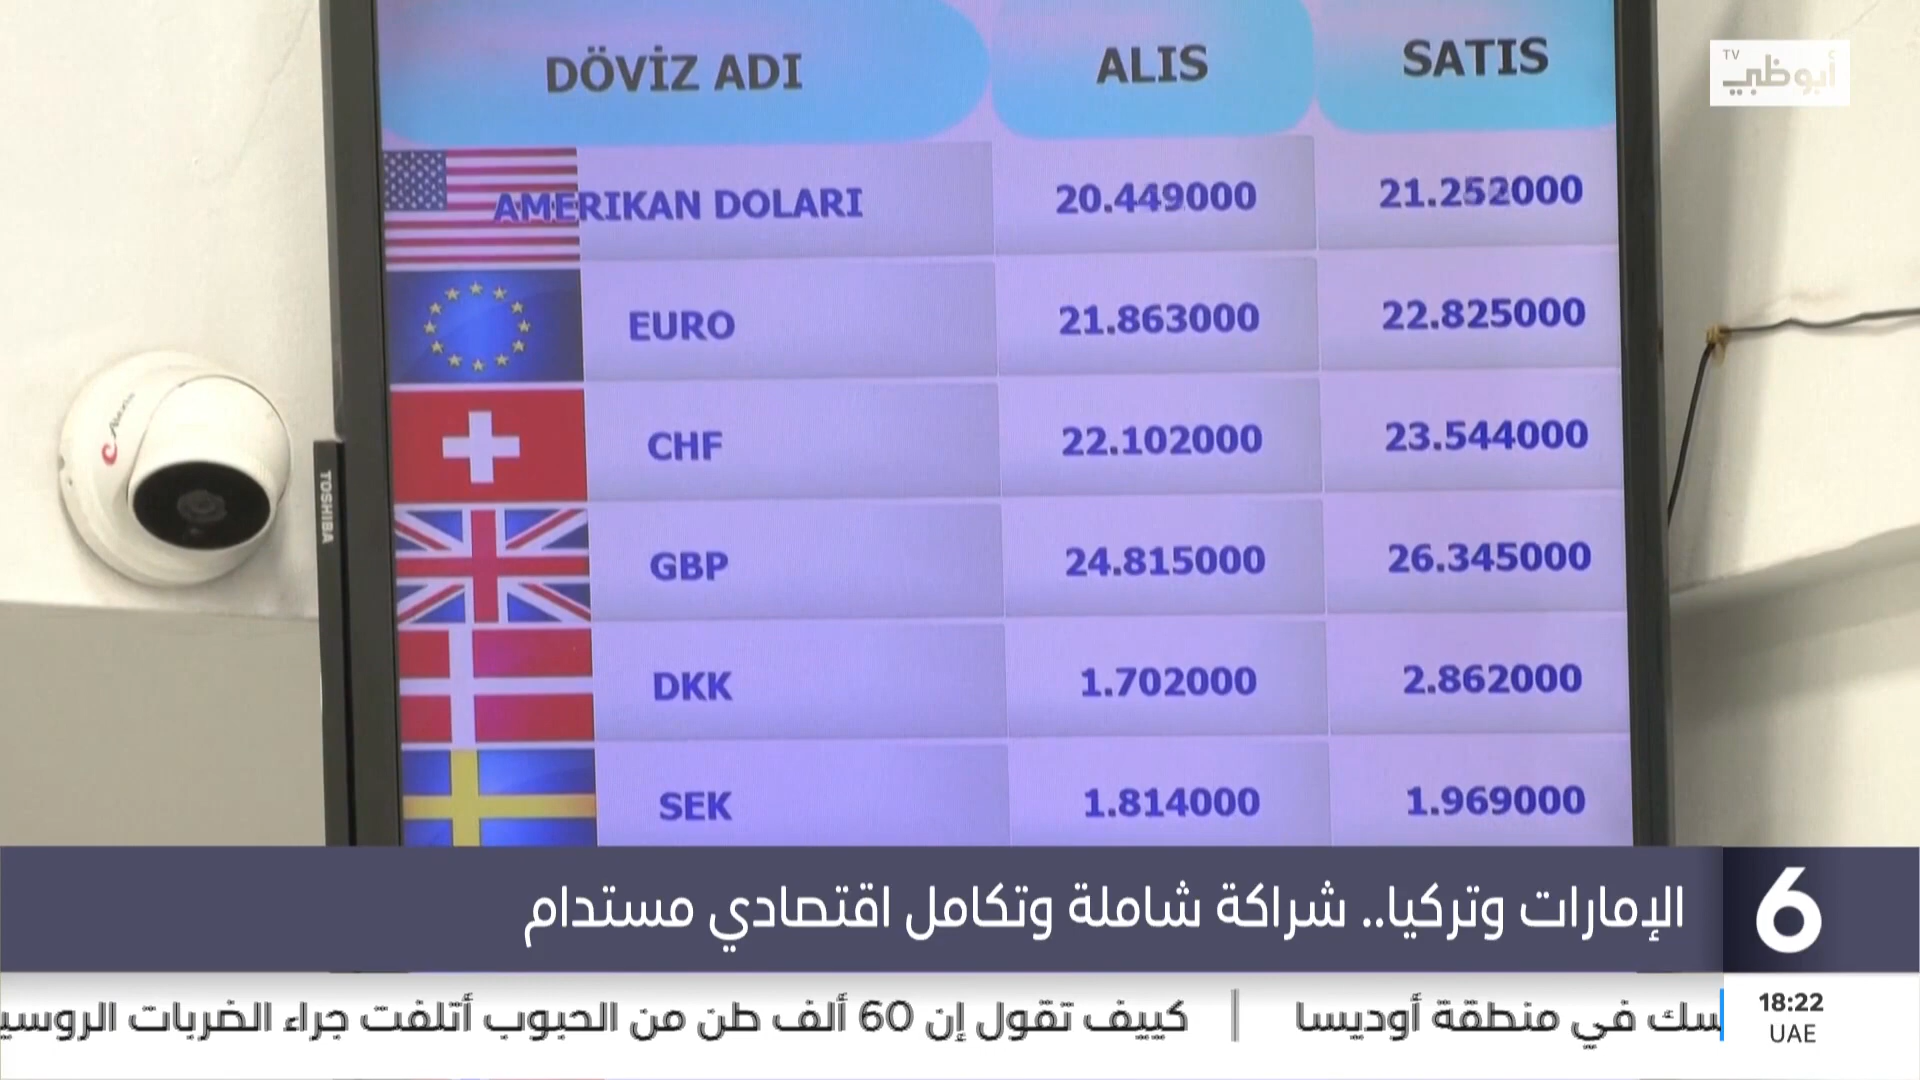 DÖVİZ ADI ALIS SATIS
TV
أبوظبي
AMERIKAN DOLARI 20.449000 21.252000
EURO 21.863000 22.825000
CHF 22.102000 23.544000
GBP 24.815000 26.345000
DKK 1.702000 2.862000
SEK 1.814000 1.969000
TOSHIBA
6
الإمارات وتركيا.. شراكة شاملة وتكامل اقتصادي مستدام
18:22
UAE
في منطقة أوديسا | كييف تقول إن 60 ألف طن من الحبوب أتلفت جراء الضربات